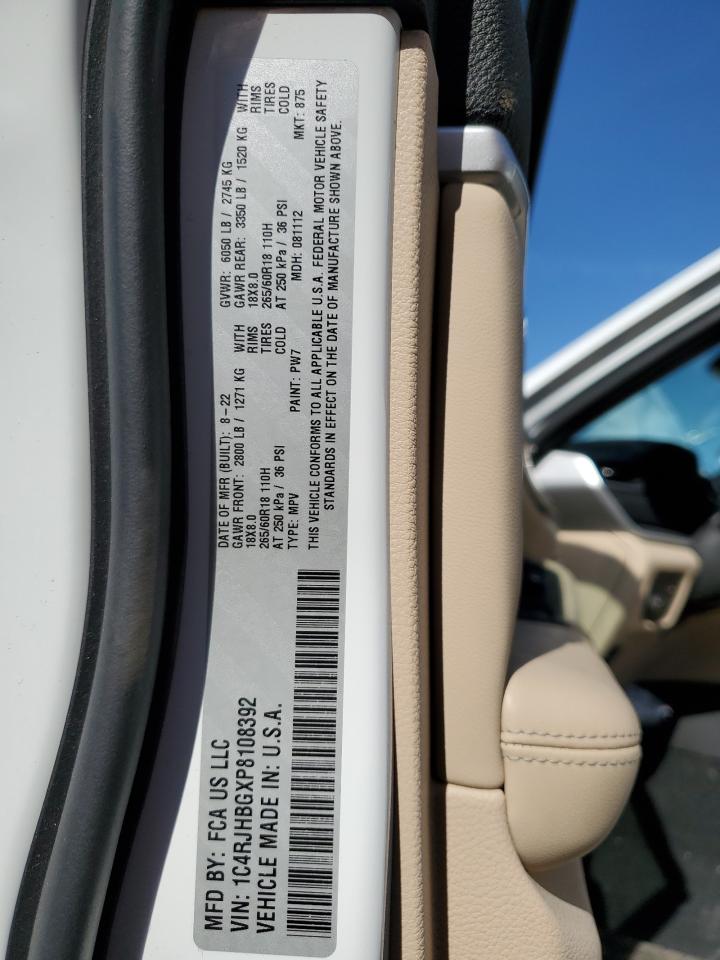 MFD BY: FCA US LLC
VIN: 1C4RJHBGXP8108392
VEHICLE MADE IN: U.S.A.
DATE OF MFR (BUILT): 8-22 GVWR: 6050 LB / 2745 KG
GAWR FRONT: 2800 LB / 1271 KG WITH GAWR REAR: 3350 LB / 1520 KG WITH
18X8.0 RIMS 18X8.0 RIMS
265/60R18 110H TIRES 265/60R18 110H TIRES
AT 250 kPa / 36 PSI COLD AT 250 kPa / 36 PSI COLD
TYPE: MPV PAINT: PW7 MDH: 081112 MKT: 875
THIS VEHICLE CONFORMS TO ALL APPLICABLE U.S.A. FEDERAL MOTOR VEHICLE SAFETY
STANDARDS IN EFFECT ON THE DATE OF MANUFACTURE SHOWN ABOVE.